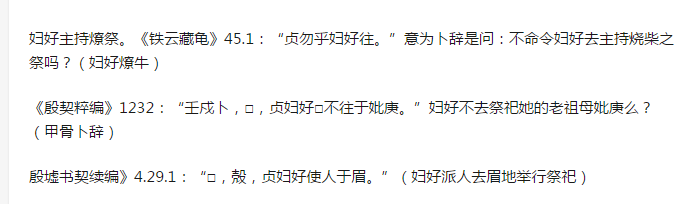 妇好主持燎祭。《铁云藏龟》45.1：“贞勿乎妇好往。”意为卜辞是问：不命令妇好去主持烧柴之
祭吗？（妇好燎牛）
《殷契粹编》1232：“壬戍卜，□，贞妇好□不往于妣庚。”妇好不去祭祀她的老祖母妣庚么？
（甲骨卜辞）
殷墟书契续编》4.29.1：“□，殼，贞妇好使人于眉。”（妇好派人去眉地举行祭祀）